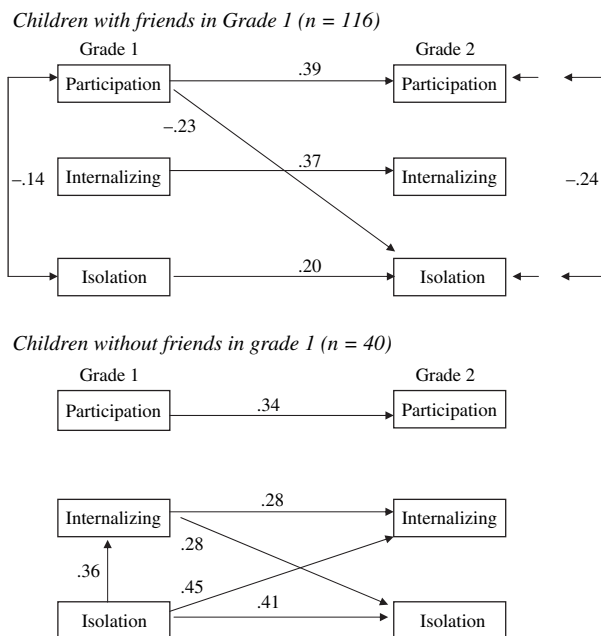 Children with friends in Grade 1 (n = 116)
Grade 1 Grade 2
Participation .39 Participation
–.23
Internalizing .37 Internalizing
–.14 –.24
Isolation .20 Isolation
Children without friends in grade 1 (n = 40)
Grade 1 Grade 2
Participation .34 Participation
Internalizing .28 Internalizing
.28
.36
.45 .41
Isolation Isolation